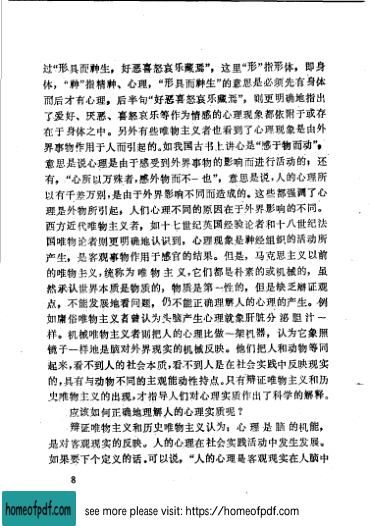 过“形具而神生，好恶喜怒哀乐藏焉”，这里“形”指形体，即身
体，“神”指精神、心理，“形具而神生”的意思是必须先有身体
而后才有心理，后半句“好恶喜怒哀乐藏焉”，则更明确地指出
了爱好、厌恶、喜怒哀乐等作为情感的心理现象都依附于或存
在于身体之中。另外有些唯物主义者也看到了心理现象是由外
界事物作用于人而引起的。如我国古书上讲心是“感于物而动”，
意思是说心理是由于感受到外界事物的影响而进行活动的；还
有，“心所以万殊者，感外物而不一也”，意思是说，人的心理所
以有千差万别，是由于外界影响不同而造成的。这些都强调了心
理是外物所引起，人们心理不同的原因在于外界影响的不同。
西方近代唯物主义者，如十七世纪英国经验论者和十八世纪法
国唯物论者则更明确地认识到，心理现象是神经组织的活动所
产生，是客观事物作用于感官的结果。但是，马克思主义以前
的唯物主义，统称为唯物主义，它们都是朴素的或机械的，虽
然承认世界本质是物质的，物质是第一性的，但是缺乏辩证观
点，不能发展地看问题，仍不能正确理解人的心理的产生。例
如庸俗唯物主义者曾认为头脑产生心理就象肝脏分泌胆汁一
样。机械唯物主义者则把人的心理比做一架机器，认为它象照
镜子一样地是脑对外界现实的机械反映。他们把人和动物等同
起来，看不到人的社会本质，看不到人是在社会实践中反映现实
的，具有与动物不同的主观能动性特点。只有辩证唯物主义和历
史唯物主义的出现，才指导人们对心理实质作出了科学的解释。
应该如何正确地理解人的心理实质呢？
辩证唯物主义和历史唯物主义认为：心理是脑的机能，
是对客观现实的反映。人的心理在社会实践活动中发生发展。
如果要下个定义的话，可以说，“人的心理是客观现实在人脑中
8
homeofpdf.com
see more please visit: https://homeofpdf.com